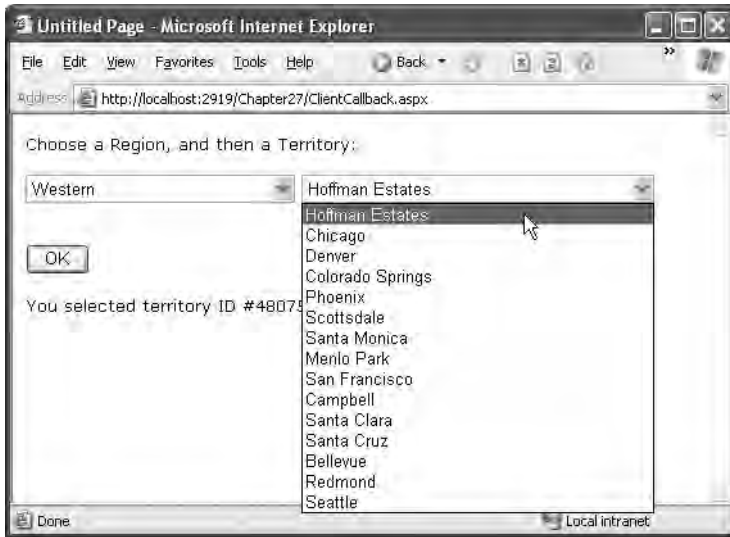 Untitled Page - Microsoft Internet Explorer
File Edit View Favorites Tools Help Back »
Address http://localhost:2919/Chapter27/ClientCallback.aspx
Choose a Region, and then a Territory:
Western Hoffman Estates
Hoffman Estates
Chicago
Denver
Colorado Springs
OK
Phoenix
You selected territory ID #48075
Scottsdale
Santa Monica
Menlo Park
San Francisco
Campbell
Santa Clara
Santa Cruz
Bellevue
Redmond
Seattle
Done Local intranet